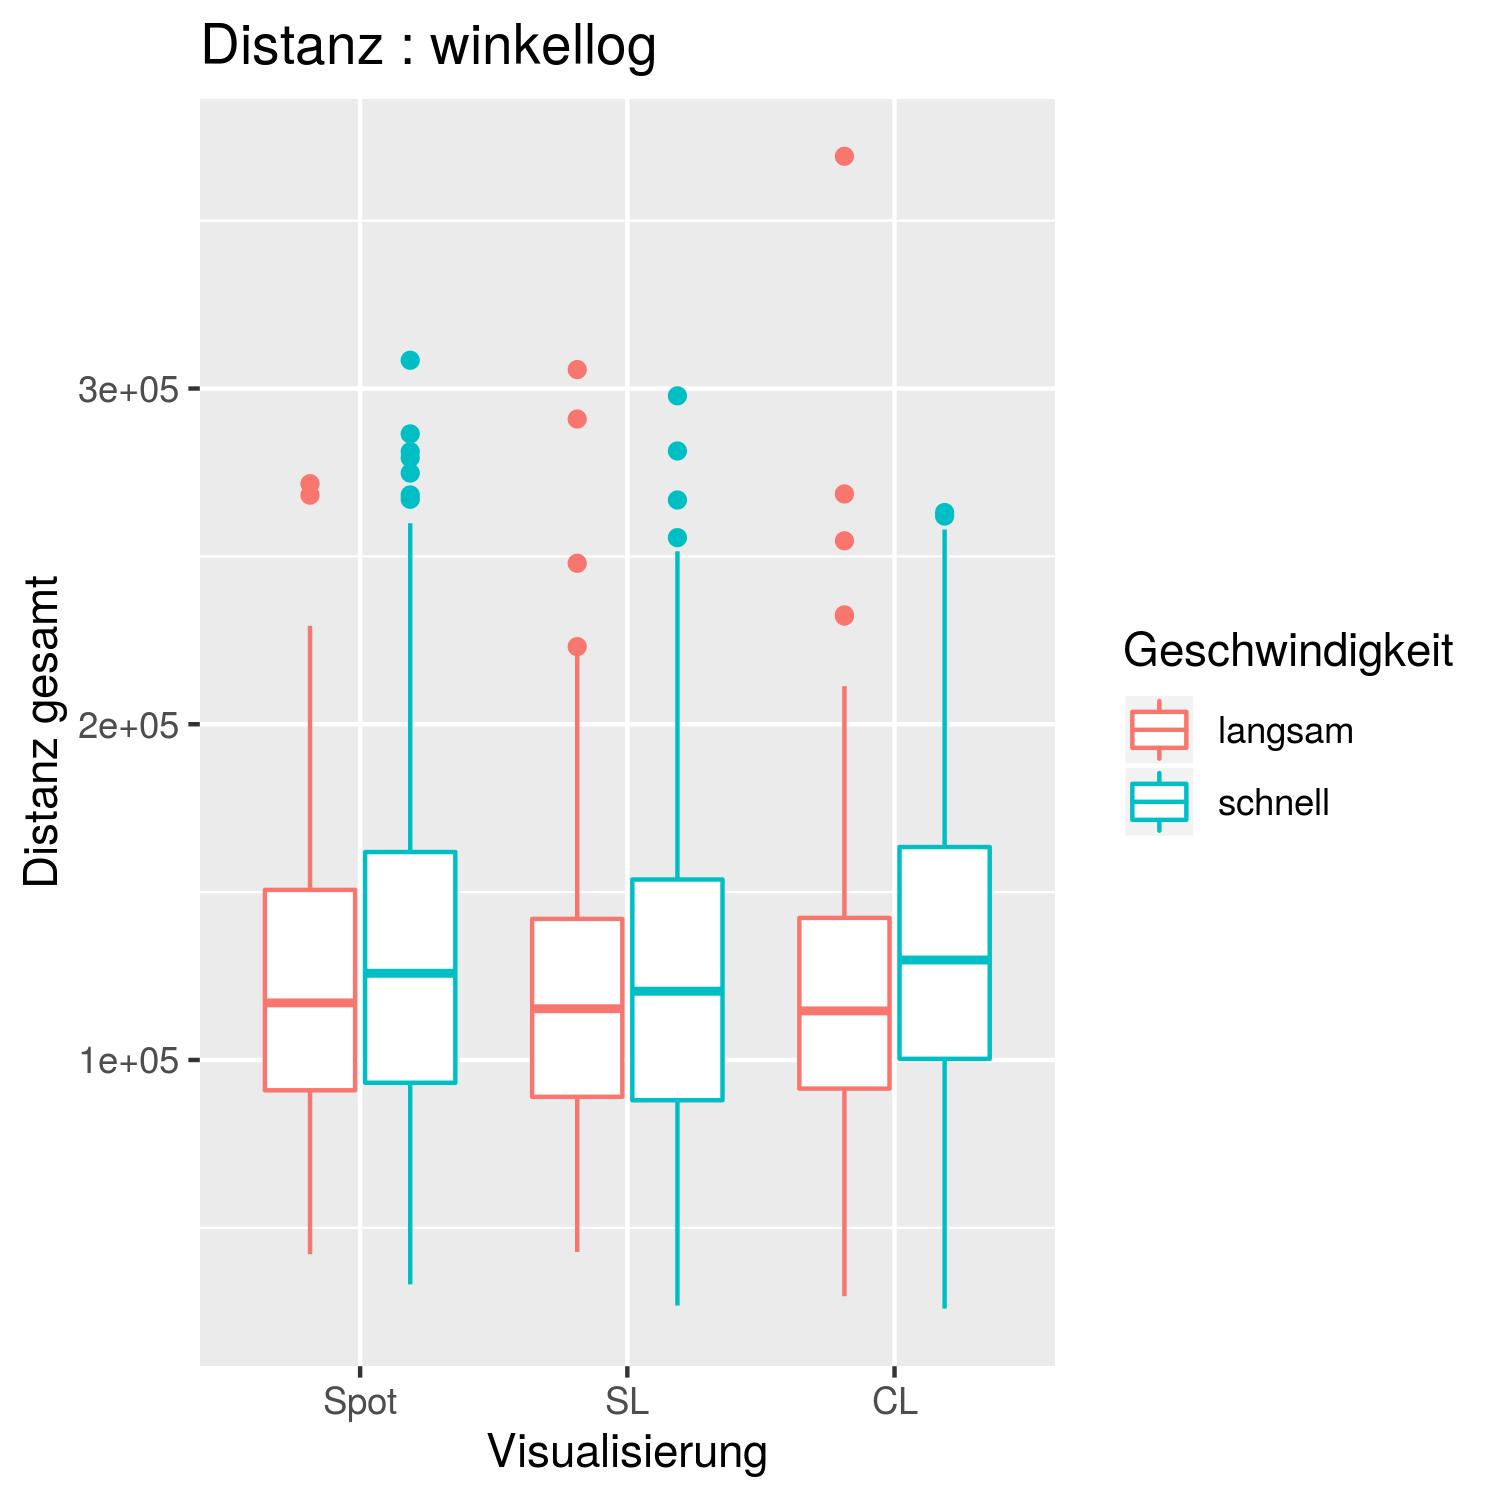 Distanz : winkellog
Distanz gesamt
3e+05
2e+05
1e+05
Spot
SL
CL
Visualisierung
Geschwindigkeit
langsam
schnell